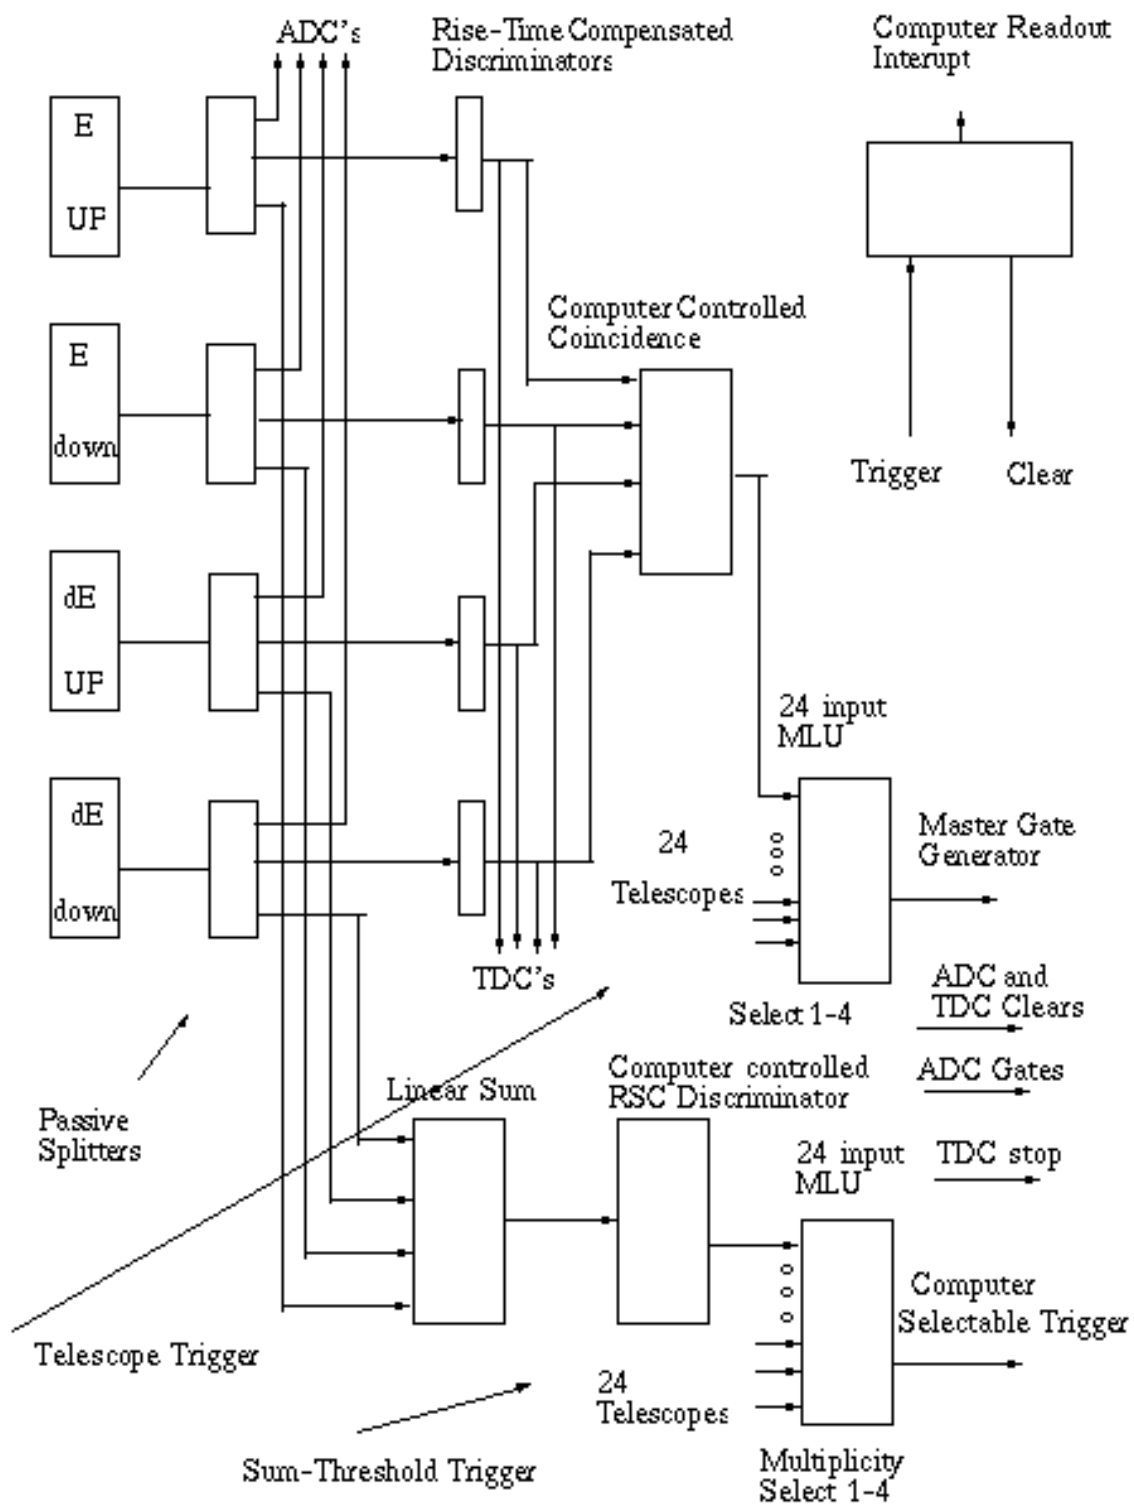 ADC's
Rise-Time Compensated
Discriminators
Computer Readout
Interupt
E
UP
E
down
dE
UP
dE
down
Computer Controlled
Coincidence
Trigger
Clear
24 input
MLU
24
Telescopes
Master Gate
Generator
TDC's
Select 1-4
ADC and
TDC Clears
ADC Gates
TDC stop
Passive
Splitters
Linear Sum
Computer controlled
RSC Discriminator
24 input
MLU
Computer
Selectable Trigger
Telescope Trigger
24
Telescopes
Sum-Threshold Trigger
Multiplicity
Select 1-4